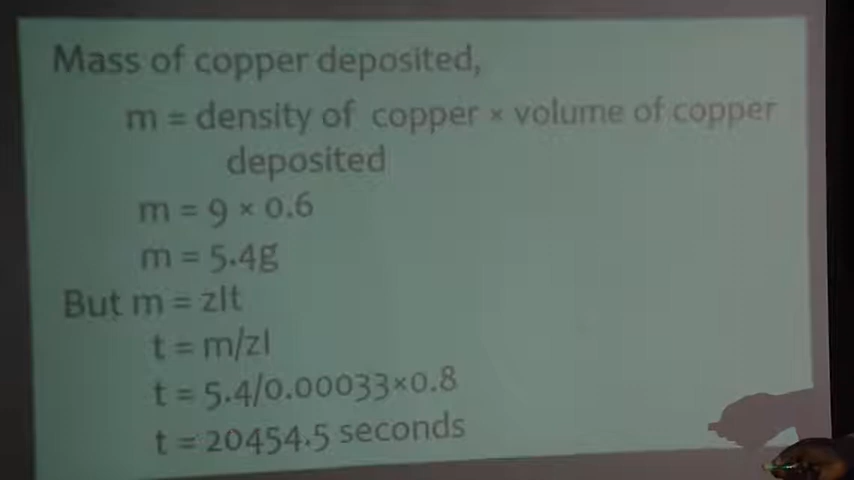 Mass of copper deposited,
m = density of copper × volume of copper
deposited
m = 9 × 0.6
m = 5.4g
But m = zIt
t = m/zI
t = 5.4/0.00033×0.8
t = 20454.5 seconds